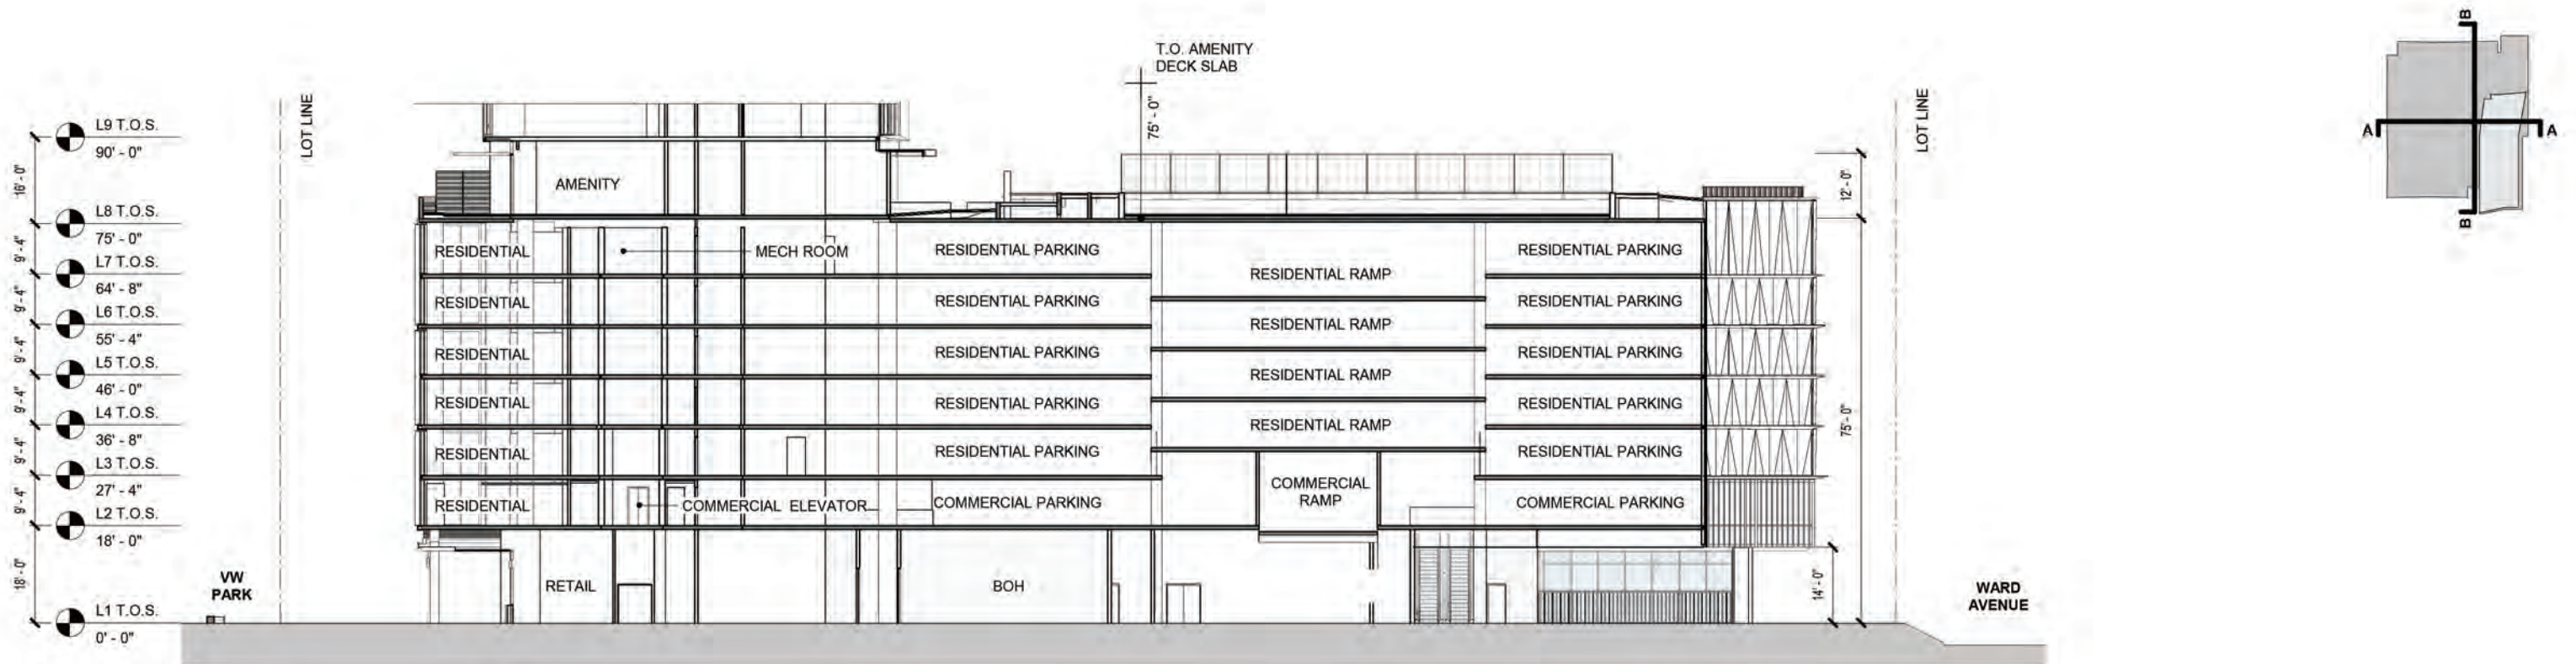 T.O. AMENITY
DECK SLAB
75' - 0"
LOT LINE
LOT LINE
B
A
A
B
L9 T.O.S.
90' - 0"
16' - 0"
L8 T.O.S.
75' - 0"
9' - 4"
L7 T.O.S.
64' - 8"
9' - 4"
L6 T.O.S.
55' - 4"
9' - 4"
L5 T.O.S.
46' - 0"
9' - 4"
L4 T.O.S.
36' - 8"
9' - 4"
L3 T.O.S.
27' - 4"
9' - 4"
L2 T.O.S.
18' - 0"
18' - 0"
L1 T.O.S.
0' - 0"
AMENITY
12' - 0"
RESIDENTIAL
MECH ROOM
RESIDENTIAL PARKING
RESIDENTIAL RAMP
RESIDENTIAL PARKING
RESIDENTIAL
RESIDENTIAL PARKING
RESIDENTIAL RAMP
RESIDENTIAL PARKING
RESIDENTIAL
RESIDENTIAL PARKING
RESIDENTIAL RAMP
RESIDENTIAL PARKING
RESIDENTIAL
RESIDENTIAL PARKING
RESIDENTIAL RAMP
RESIDENTIAL PARKING
75' - 0"
RESIDENTIAL
RESIDENTIAL PARKING
RESIDENTIAL PARKING
RESIDENTIAL
COMMERCIAL ELEVATOR
COMMERCIAL PARKING
COMMERCIAL
RAMP
COMMERCIAL PARKING
VW
PARK
RETAIL
BOH
14' - 0"
WARD
AVENUE